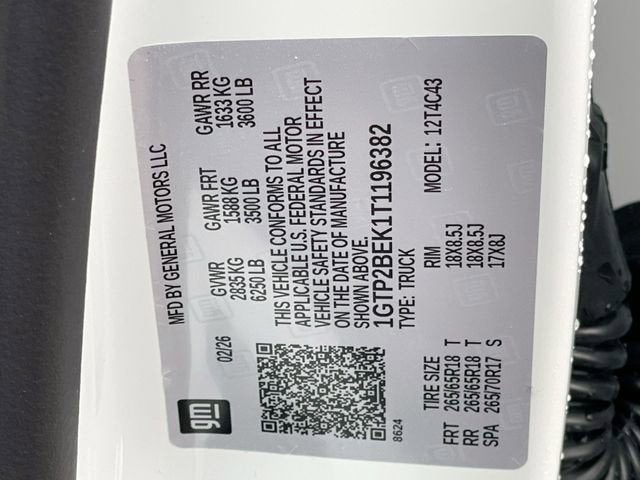 MFD BY GENERAL MOTORS LLC
02/26
GVWR GAWR FRT GAWR RR
2835 KG 1588 KG 1633 KG
6250 LB 3500 LB 3600 LB
THIS VEHICLE CONFORMS TO ALL
APPLICABLE U.S. FEDERAL MOTOR
VEHICLE SAFETY STANDARDS IN EFFECT
ON THE DATE OF MANUFACTURE
SHOWN ABOVE.
1GTP2BEK1T1196382
TYPE: TRUCK MODEL: 12T4C43
gm
8624
TIRE SIZE RIM
FRT 265/65R18 T 18X8.5J
RR 265/65R18 T 18X8.5J
SPA 265/70R17 S 17X8J